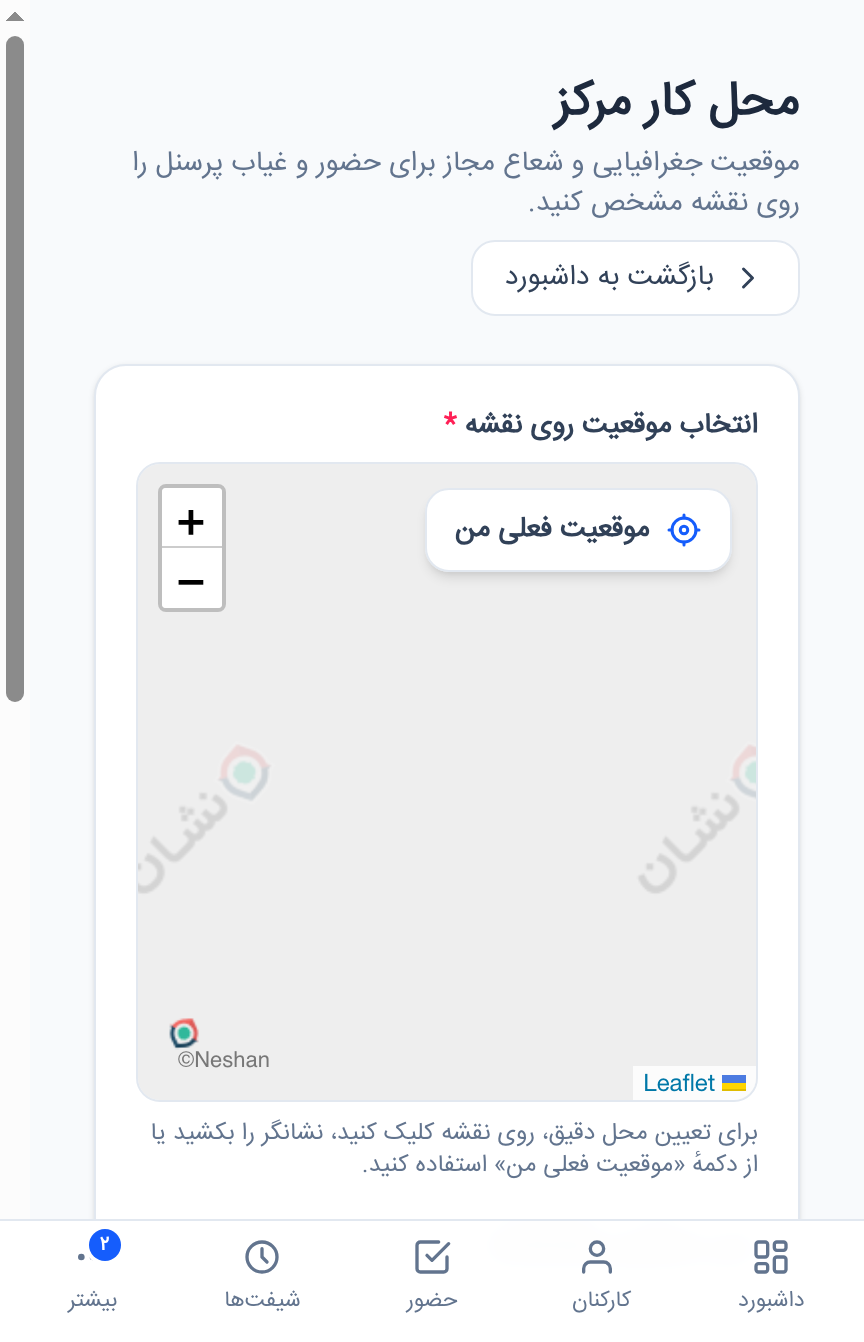 محل کار مرکز
موقعیت جغرافیایی و شعاع مجاز برای حضور و غیاب پرسنل را
روی نقشه مشخص کنید.
بازگشت به داشبورد
انتخاب موقعیت روی نقشه *
موقعیت فعلی من
+
−
نشان
نشان
©Neshan
Leaflet
برای تعیین محل دقیق، روی نقشه کلیک کنید، نشانگر را بکشید یا
از دکمهٔ «موقعیت فعلی من» استفاده کنید.
داشبورد
کارکنان
حضور
شیفت‌ها
۲
بیشتر